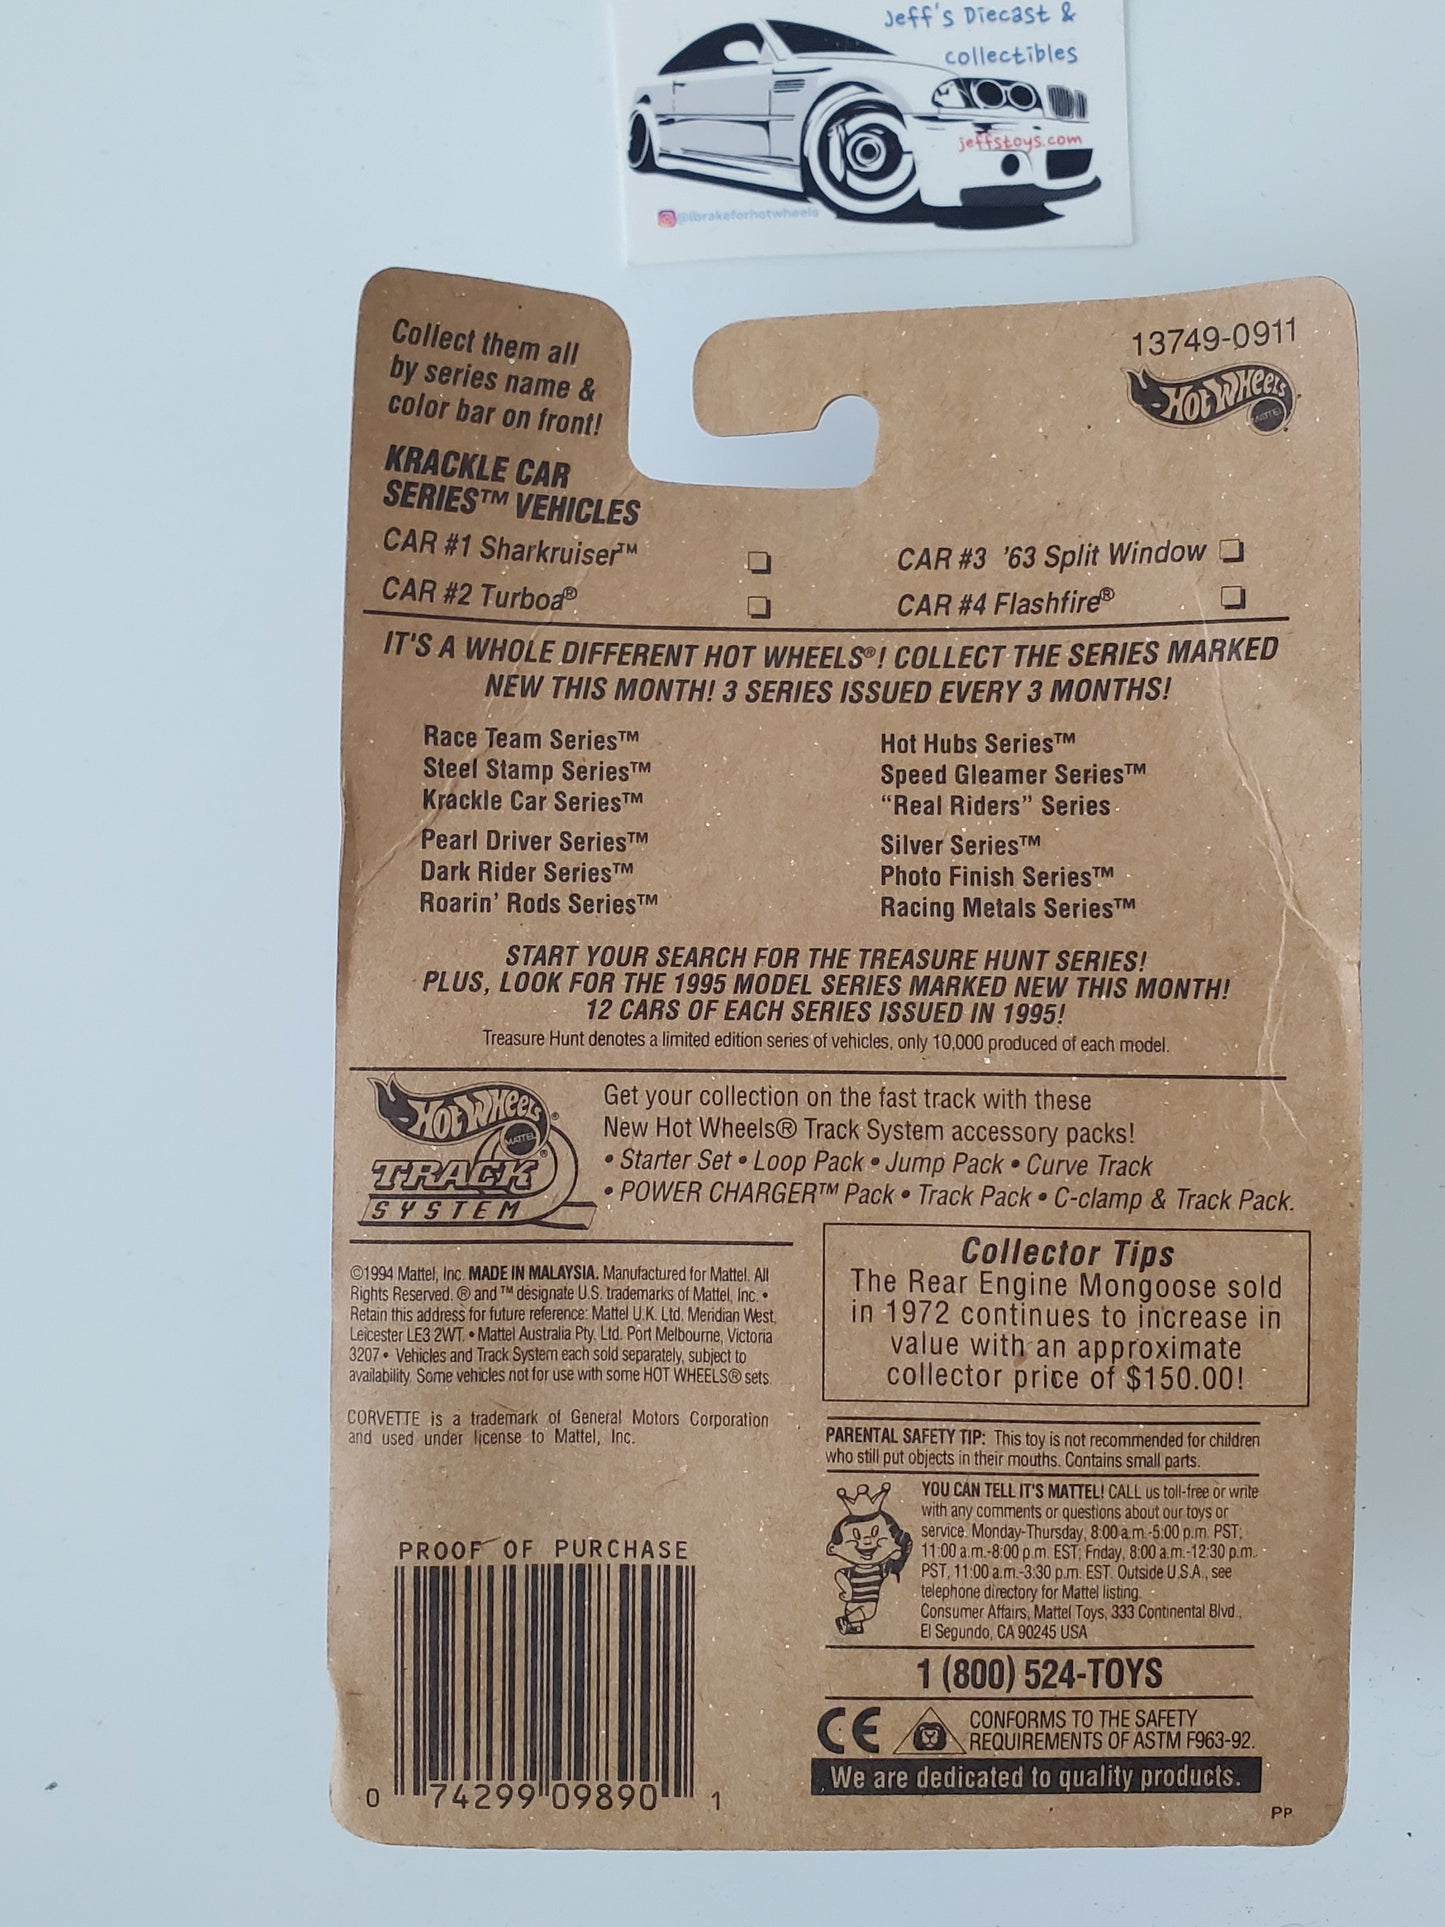 Jeff's Diecast &
collectibles
jeffstoys.com
@ibrakeforhotwheels
Collect them all
by series name &
color bar on front!
13749-0911
HOT WHEELS
MATTEL
KRACKLE CAR
SERIES™ VEHICLES
CAR #1 Sharkruiser™
CAR #2 Turboa®
CAR #3 '63 Split Window
CAR #4 Flashfire®
IT'S A WHOLE DIFFERENT HOT WHEELS®! COLLECT THE SERIES MARKED
NEW THIS MONTH! 3 SERIES ISSUED EVERY 3 MONTHS!
Race Team Series™
Steel Stamp Series™
Krackle Car Series™
Pearl Driver Series™
Dark Rider Series™
Roarin' Rods Series™
Hot Hubs Series™
Speed Gleamer Series™
"Real Riders" Series
Silver Series™
Photo Finish Series™
Racing Metals Series™
START YOUR SEARCH FOR THE TREASURE HUNT SERIES!
PLUS, LOOK FOR THE 1995 MODEL SERIES MARKED NEW THIS MONTH!
12 CARS OF EACH SERIES ISSUED IN 1995!
Treasure Hunt denotes a limited edition series of vehicles, only 10,000 produced of each model.
HOT WHEELS®
MATTEL
TRACK®
SYSTEM
Get your collection on the fast track with these
New Hot Wheels® Track System accessory packs!
• Starter Set • Loop Pack • Jump Pack • Curve Track
• POWER CHARGER™ Pack • Track Pack • C-clamp & Track Pack.
©1994 Mattel, Inc. MADE IN MALAYSIA. Manufactured for Mattel. All
Rights Reserved. ® and ™ designate U.S. trademarks of Mattel, Inc. •
Retain this address for future reference: Mattel U.K. Ltd. Meridian West,
Leicester LE3 2WT. • Mattel Australia Pty. Ltd. Port Melbourne, Victoria
3207 • Vehicles and Track System each sold separately, subject to
availability. Some vehicles not for use with some HOT WHEELS® sets.
CORVETTE is a trademark of General Motors Corporation
and used under license to Mattel, Inc.
Collector Tips
The Rear Engine Mongoose sold
in 1972 continues to increase in
value with an approximate
collector price of $150.00!
PARENTAL SAFETY TIP: This toy is not recommended for children
who still put objects in their mouths. Contains small parts.
YOU CAN TELL IT'S MATTEL! CALL us toll-free or write
with any comments or questions about our toys or
service. Monday-Thursday, 8:00 a.m.-5:00 p.m. PST;
11:00 a.m.-8:00 p.m. EST; Friday, 8:00 a.m.-12:30 p.m.
PST, 11:00 a.m.-3:30 p.m. EST. Outside U.S.A., see
telephone directory for Mattel listing.
Consumer Affairs, Mattel Toys, 333 Continental Blvd.,
El Segundo, CA 90245 USA
1 (800) 524-TOYS
CE
CONFORMS TO THE SAFETY
REQUIREMENTS OF ASTM F963-92.
We are dedicated to quality products.
PP
PROOF OF PURCHASE
0 74299 09890 1